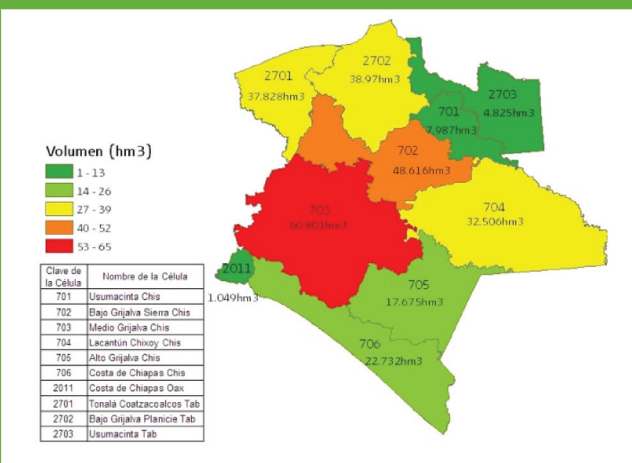 2702
38.97hm3
2701
37.828hm3
2703
4.825hm3
701
7.987hm3
702
48.616hm3
Volumen (hm3)
1 - 13
14 - 26
27 - 39
40 - 52
53 - 65
704
32.506hm3
703
60.801hm3
2011
1.049hm3
705
17.675hm3
706
22.732hm3
Clave de la Célula Nombre de la Célula
701 Usumacinta Chis
702 Bajo Grijalva Sierra Chis
703 Medio Grijalva Chis
704 Lacantún Chixoy Chis
705 Alto Grijalva Chis
706 Costa de Chiapas Chis
2011 Costa de Chiapas Oax
2701 Tonalá Coatzacoalcos Tab
2702 Bajo Grijalva Planicie Tab
2703 Usumacinta Tab